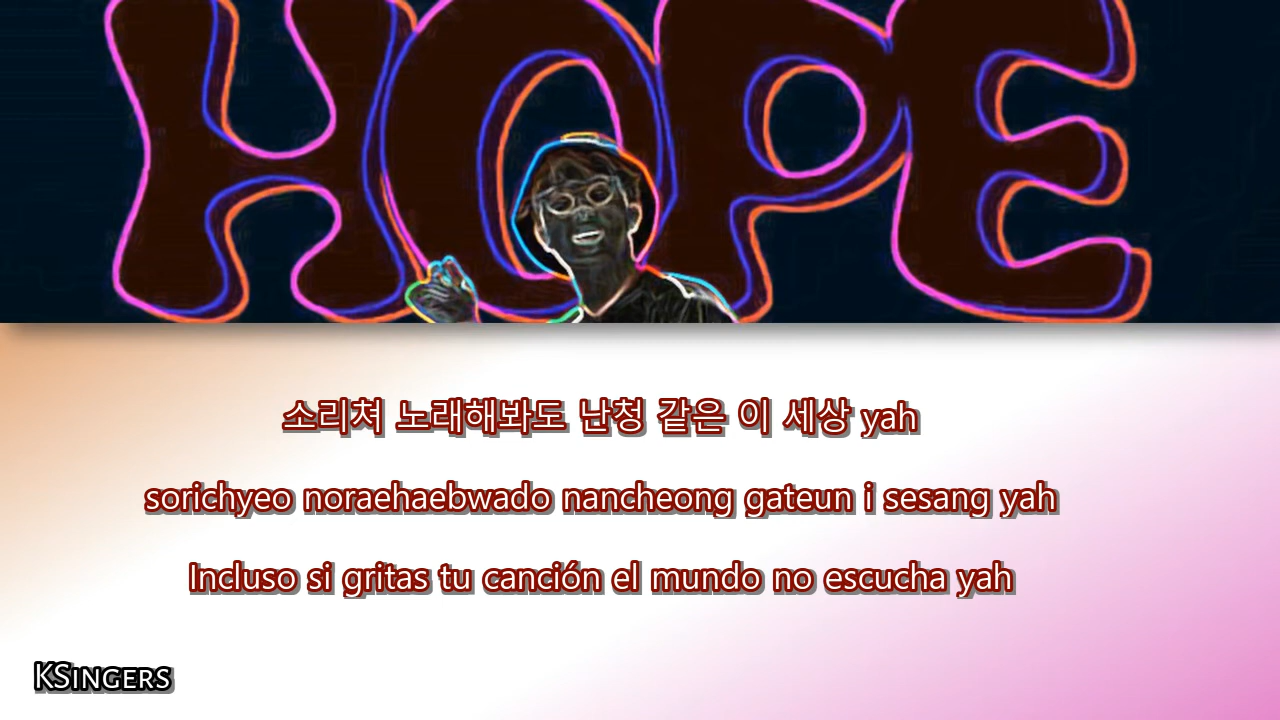 HOPE
소리쳐 노래해봐도 난청 같은 이 세상 yah
sorichyeo noraehaebwado nancheong gateun i sesang yah
Incluso si gritas tu canción el mundo no escucha yah
KSINGERS